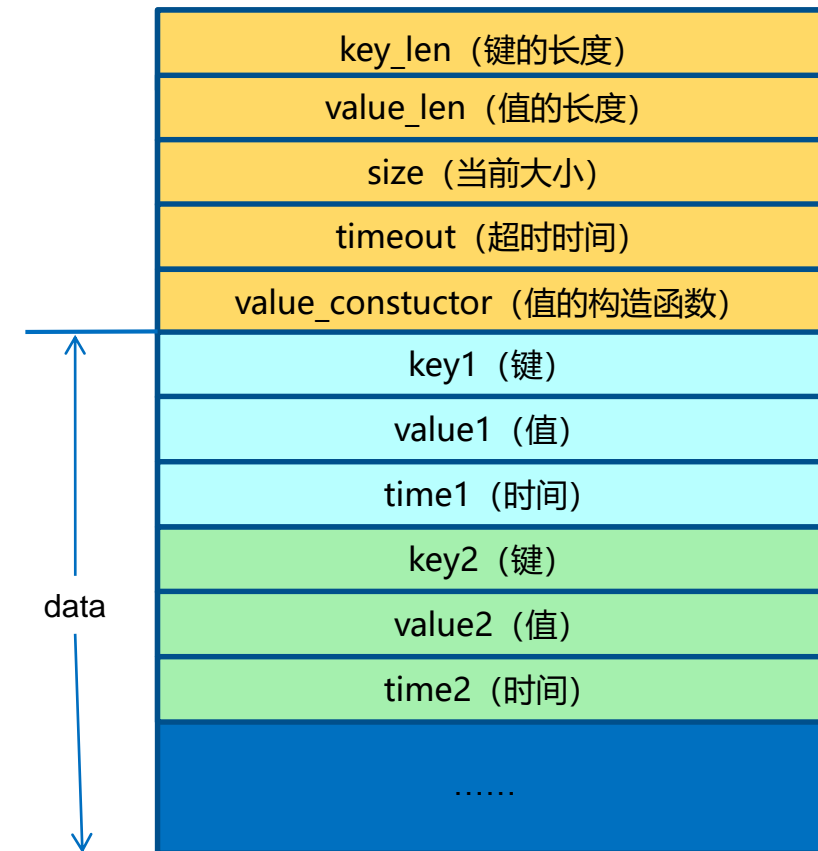 key_len（键的长度）
value_len（值的长度）
size（当前大小）
timeout（超时时间）
value_constuctor（值的构造函数）
key1（键）
value1（值）
time1（时间）
key2（键）
data
value2（值）
time2（时间）
……